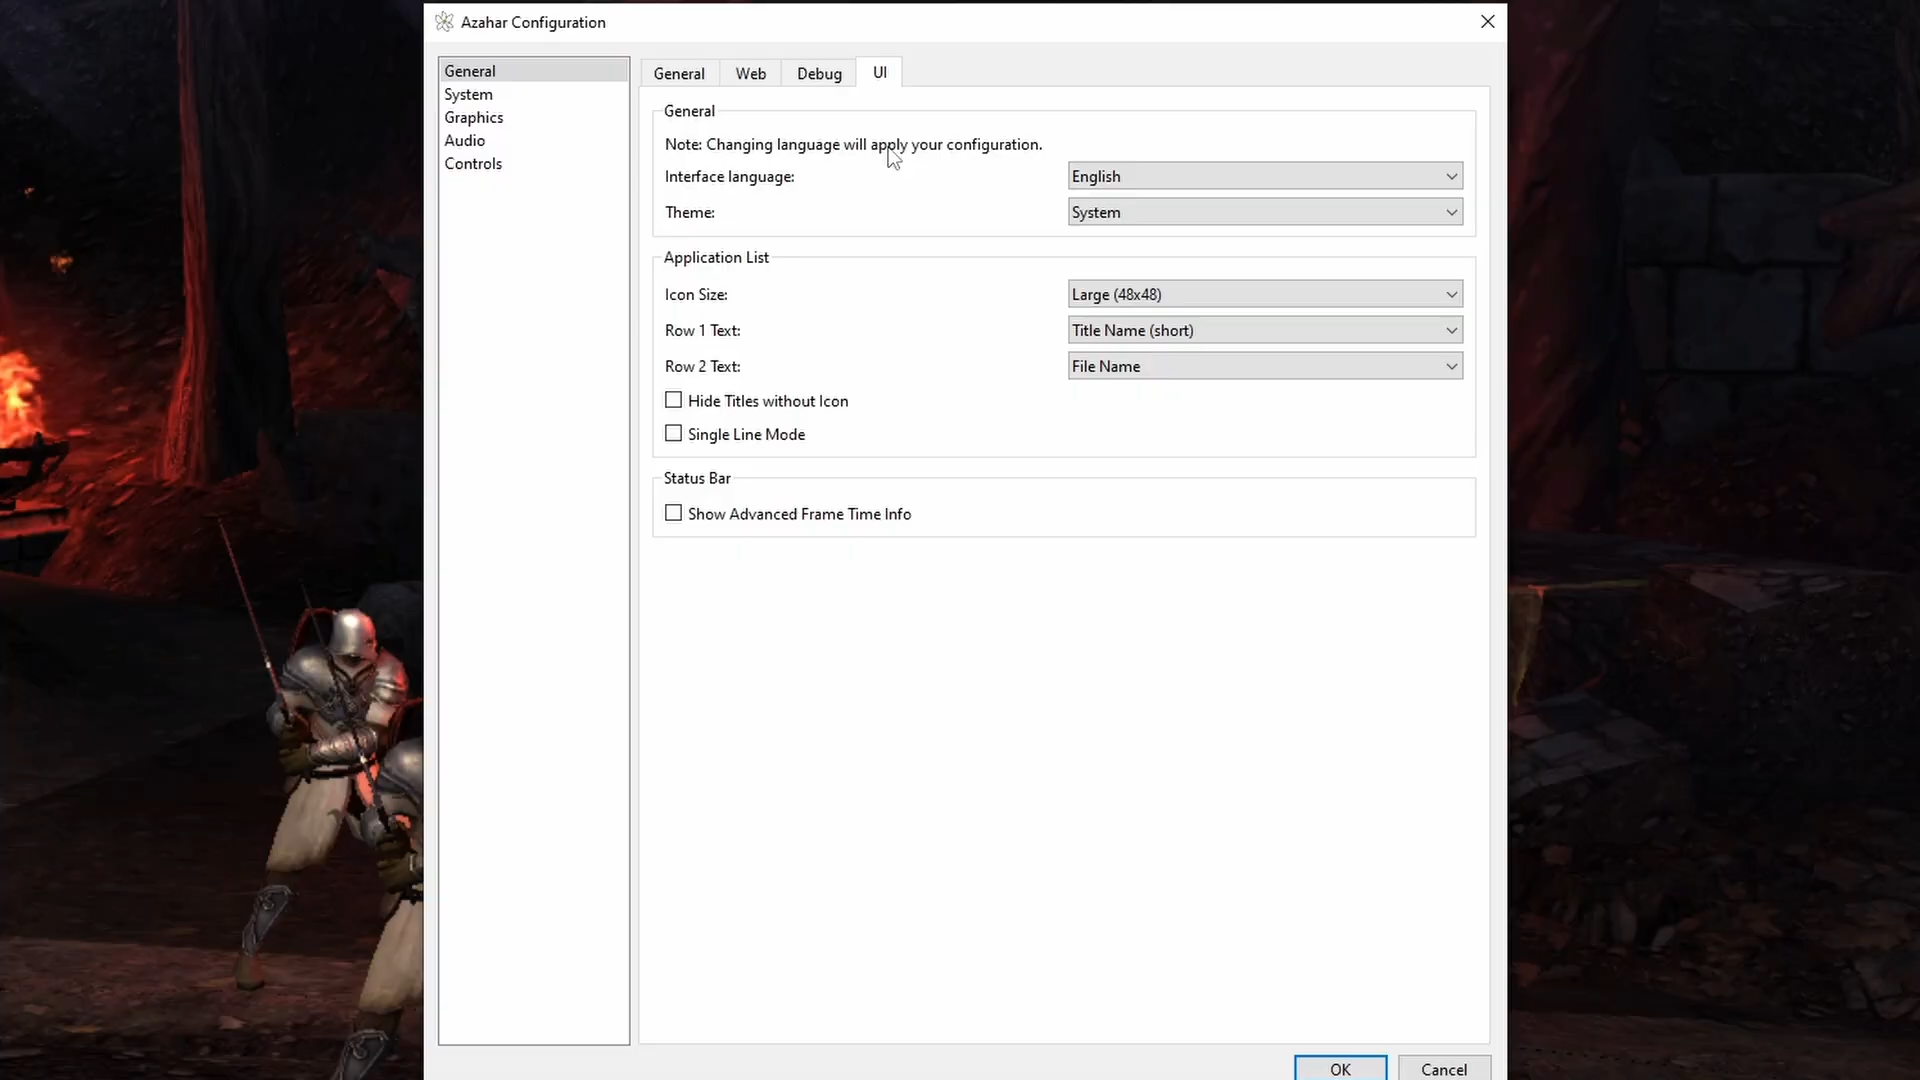 Azahar Configuration
General
System
Graphics
Audio
Controls
General Web Debug UI
General
Note: Changing language will apply your configuration.
Interface language: English
Theme: System
Application List
Icon Size: Large (48x48)
Row 1 Text: Title Name (short)
Row 2 Text: File Name
Hide Titles without Icon
Single Line Mode
Status Bar
Show Advanced Frame Time Info
OK Cancel